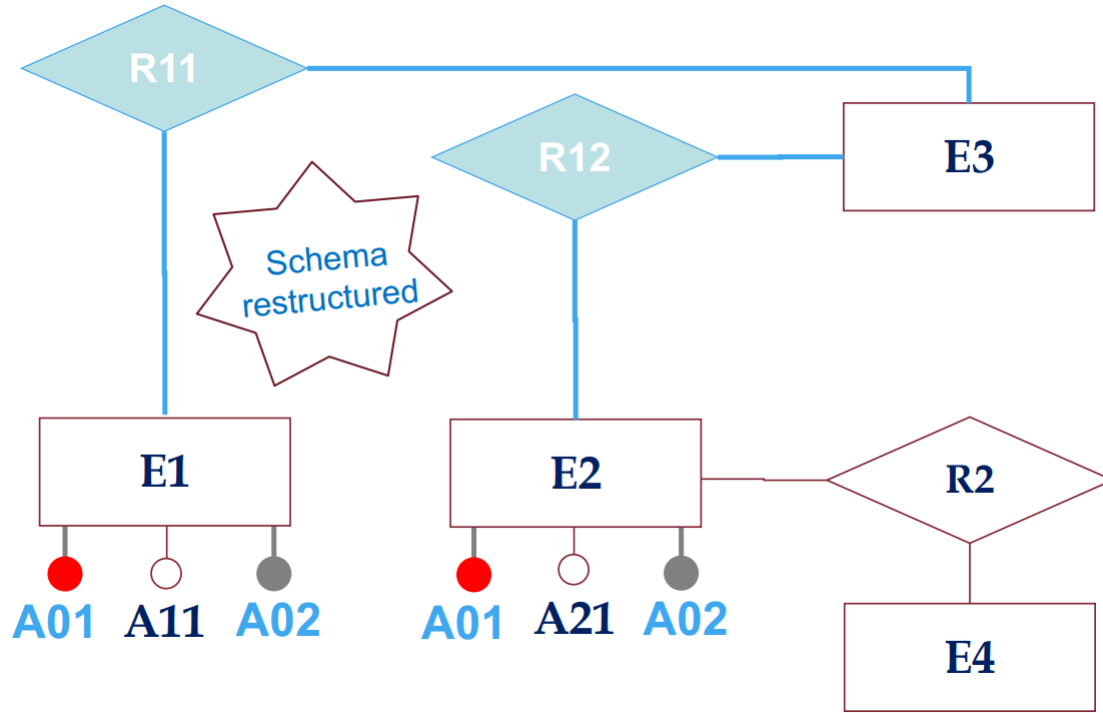 R11
R12
E3
Schema
restructured
E1
E2
R2
A01 A11 A02
A01 A21 A02
E4